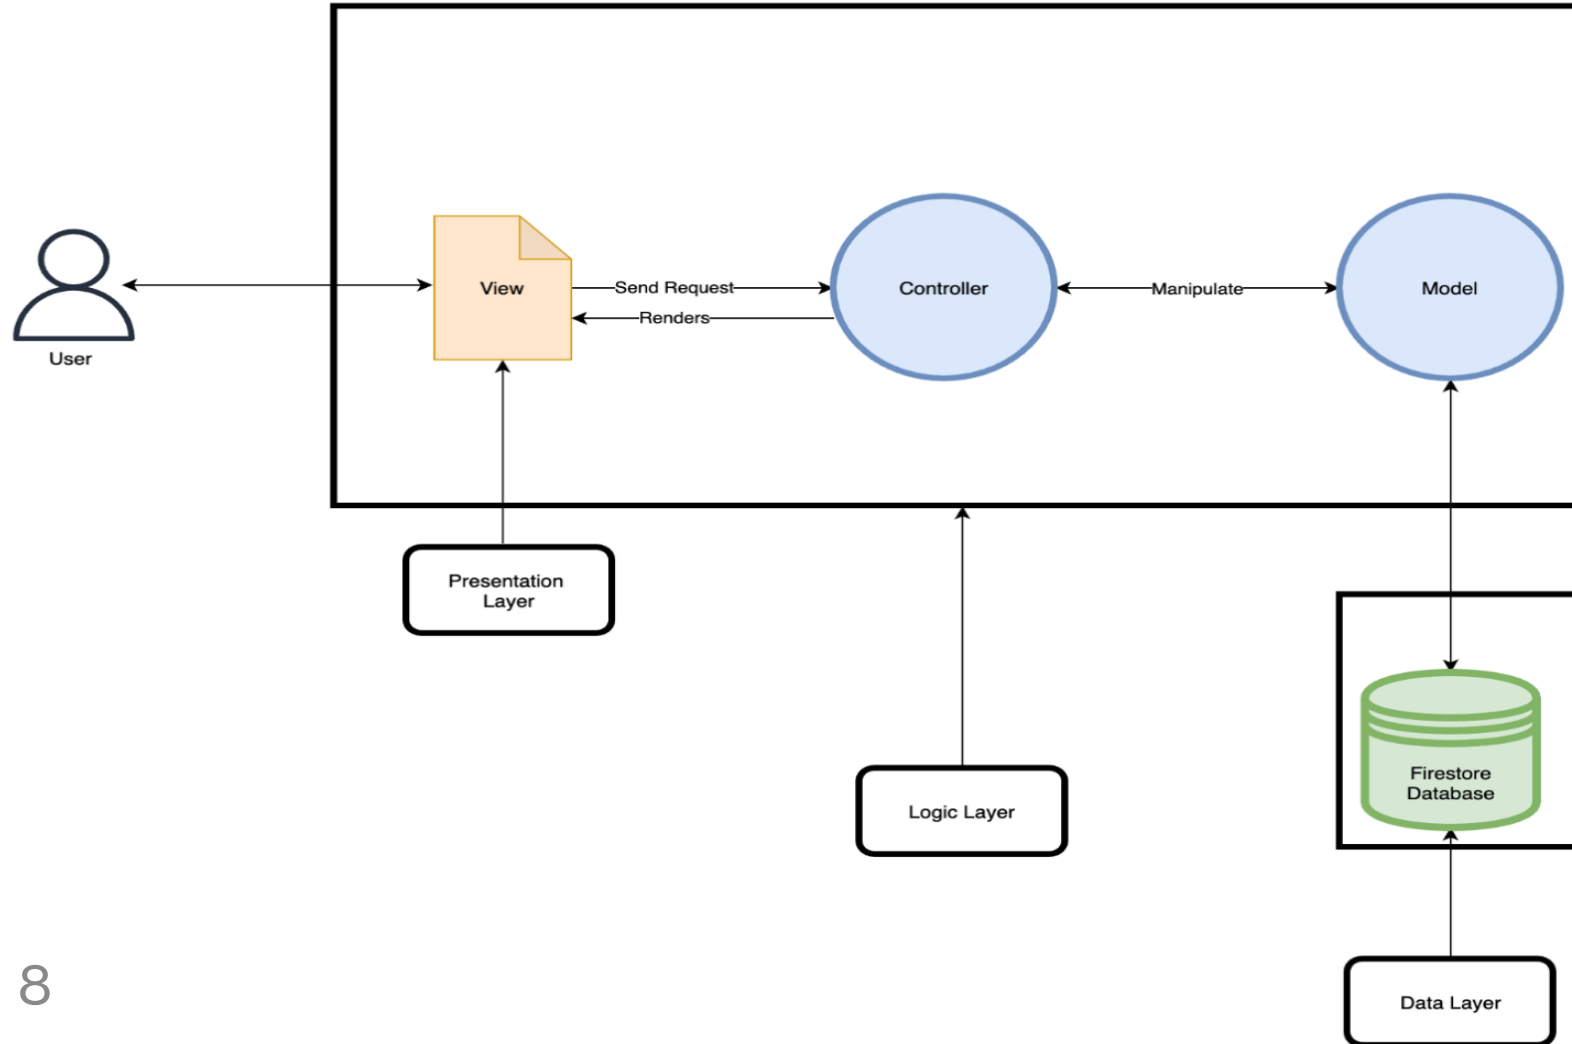 User
View
Send Request
Renders
Controller
Manipulate
Model
Presentation
Layer
Logic Layer
Firestore
Database
Data Layer
8